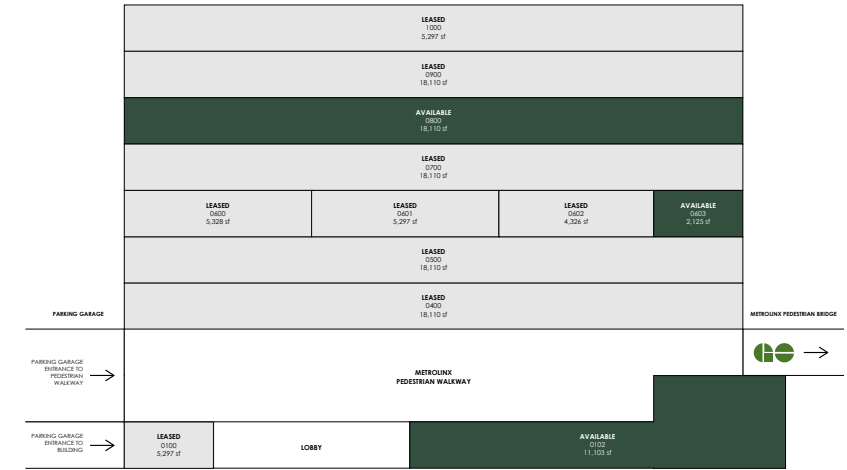 LEASED
1000
5,297 sf
LEASED
0900
18,110 sf
AVAILABLE
0800
18,110 sf
LEASED
0700
18,110 sf
LEASED
0600
5,328 sf
LEASED
0601
5,297 sf
LEASED
0602
4,326 sf
AVAILABLE
0603
2,125 sf
LEASED
0500
18,110 sf
LEASED
0400
18,110 sf
PARKING GARAGE
METROLINX PEDESTRIAN BRIDGE
PARKING GARAGE
ENTRANCE TO
PEDESTRIAN
WALKWAY
METROLINX
PEDESTRIAN WALKWAY
GO
PARKING GARAGE
ENTRANCE TO
BUILDING
LEASED
0100
5,297 sf
LOBBY
AVAILABLE
0102
11,103 sf